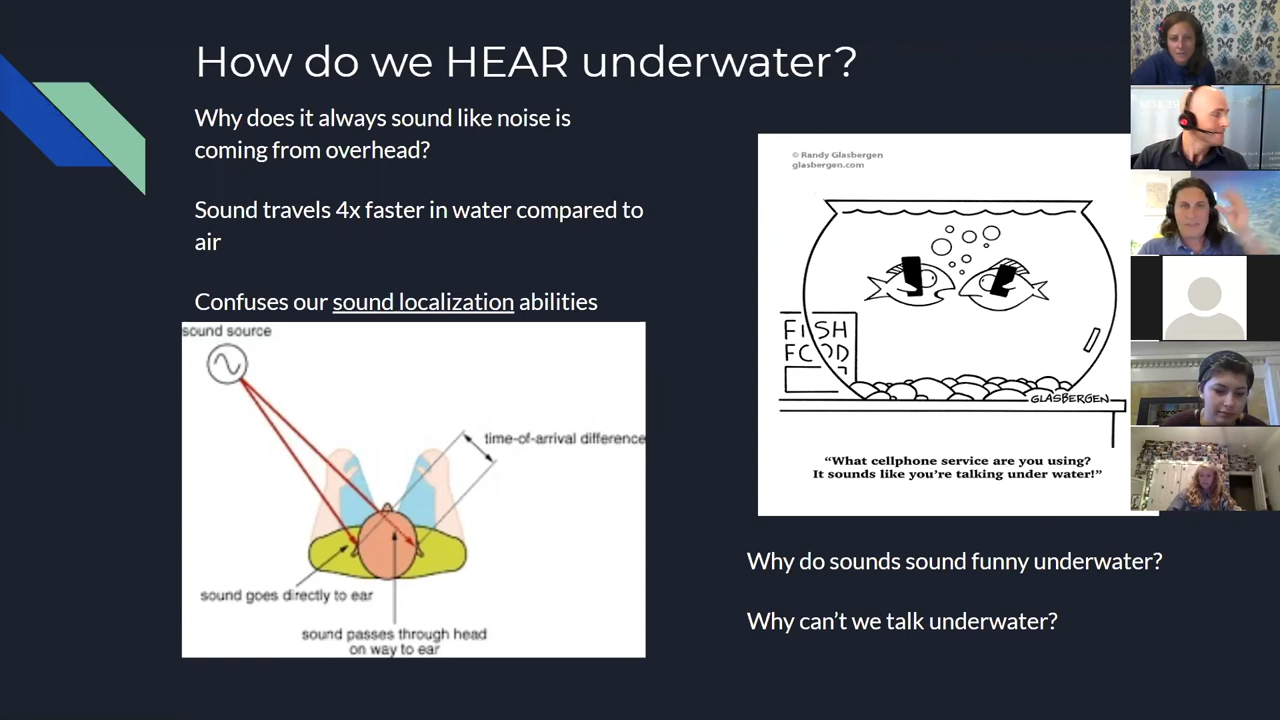 How do we HEAR underwater?
Why does it always sound like noise is
coming from overhead?
Sound travels 4x faster in water compared to
air
Confuses our sound localization abilities
sound source
time-of-arrival difference
sound goes directly to ear
sound passes through head
on way to ear
© Randy Glasbergen
glasbergen.com
FISH
FOOD
GLASBERGEN
“What cellphone service are you using?
It sounds like you’re talking under water!”
Why do sounds sound funny underwater?
Why can’t we talk underwater?